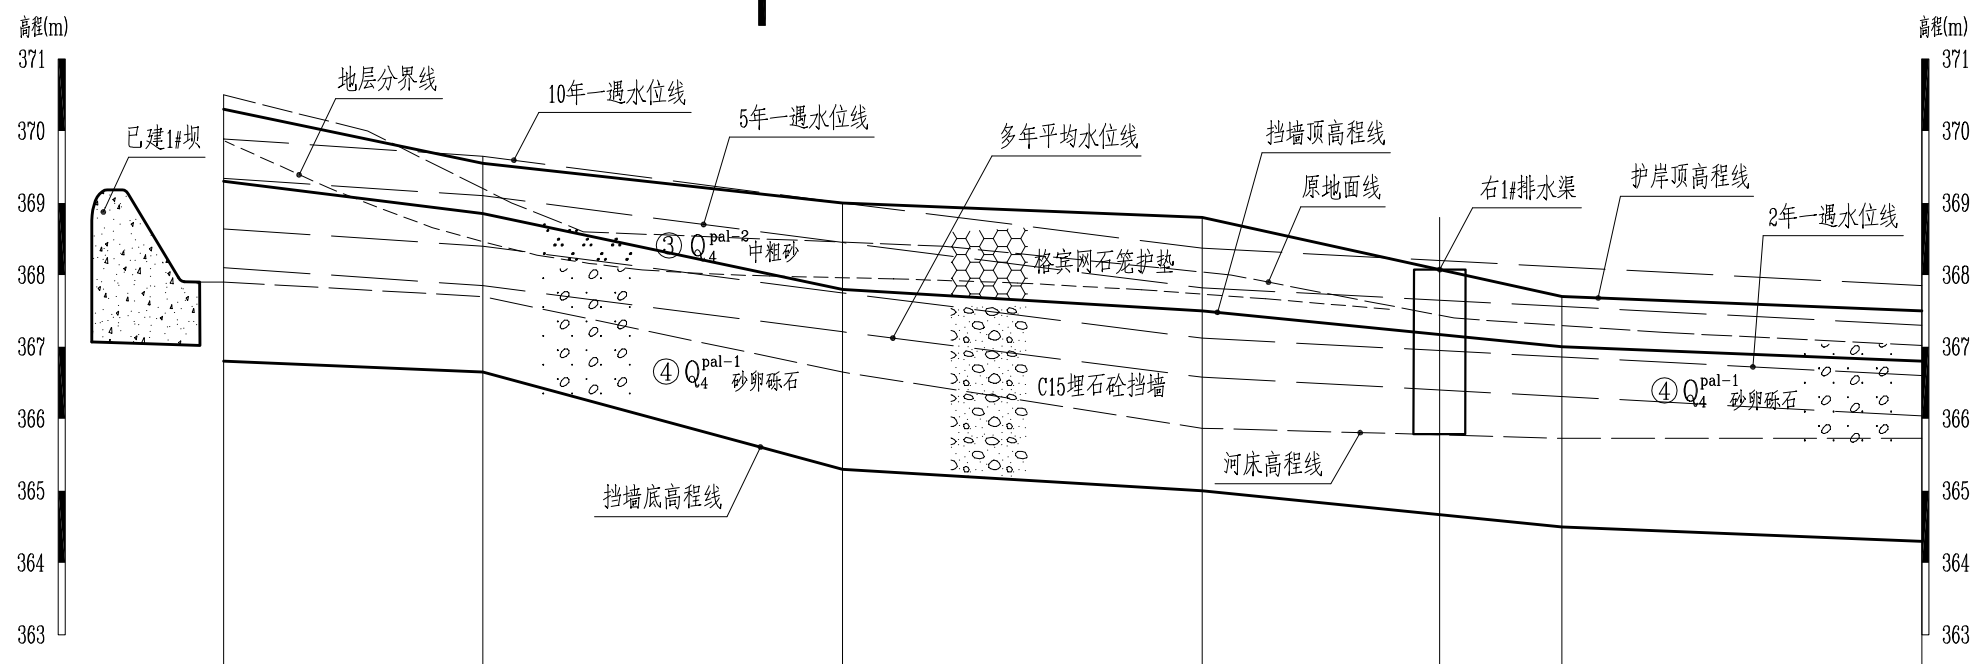 高程(m)
高程(m)
371
371
地层分界线
10年一遇水位线
5年一遇水位线
370
已建1#坝
多年平均水位线
挡墙顶高程线
370
原地面线
右1#排水渠
护岸顶高程线
369
369
2年一遇水位线
③ Q4 pal-2 中粗砂
格宾网石笼护垫
368
368
367
367
④ Q4 pal-1 砂卵砾石
C15埋石砼挡墙
④ Q4 pal-1 砂卵砾石
366
366
河床高程线
挡墙底高程线
365
365
364
364
363
363